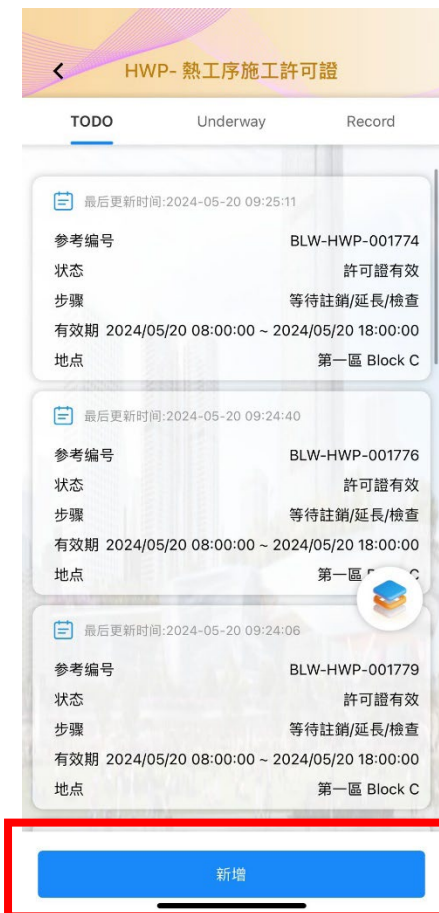 HWP- 熱工序施工許可證
TODO Underway Record
最后更新时间:2024-05-20 09:25:11
参考编号 BLW-HWP-001774
状态 許可證有效
步骤 等待註銷/延長/檢查
有效期 2024/05/20 08:00:00 ~ 2024/05/20 18:00:00
地点 第一區 Block C
最后更新时间:2024-05-20 09:24:40
参考编号 BLW-HWP-001776
状态 許可證有效
步骤 等待註銷/延長/檢查
有效期 2024/05/20 08:00:00 ~ 2024/05/20 18:00:00
地点 第一區
最后更新时间:2024-05-20 09:24:06
参考编号 BLW-HWP-001779
状态 許可證有效
步骤 等待註銷/延長/檢查
有效期 2024/05/20 08:00:00 ~ 2024/05/20 18:00:00
地点 第一區 Block C
新增